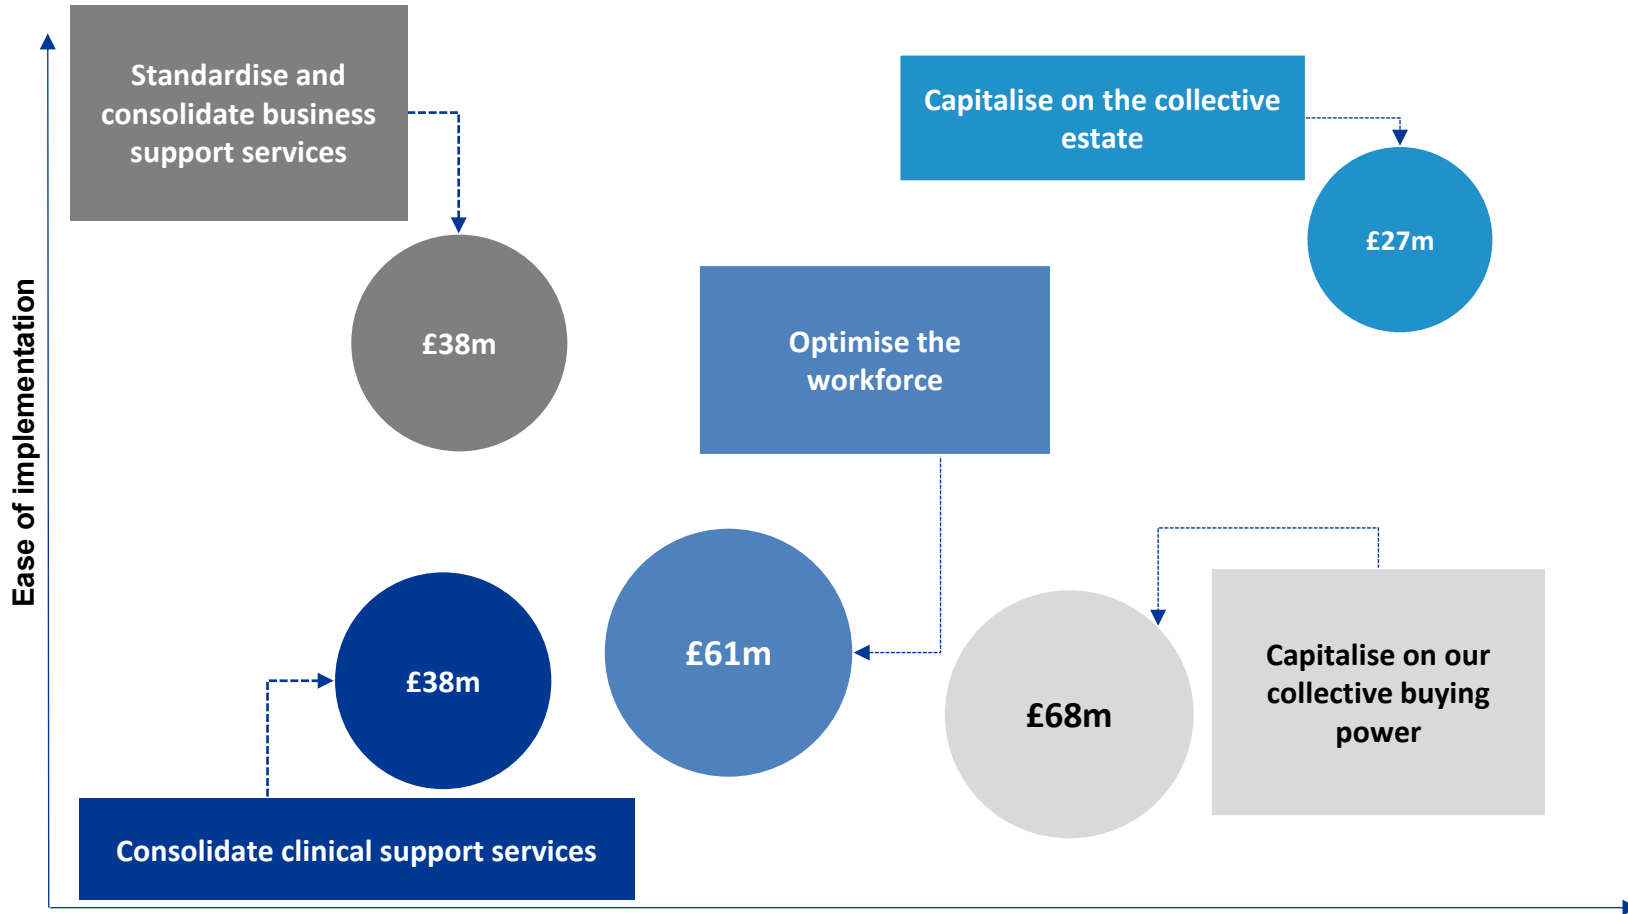 Standardise and
consolidate business
support services
Capitalise on the collective
estate
£27m
£38m
Optimise the
workforce
Ease of implementation
£38m
£61m
£68m
Capitalise on our
collective buying
power
Consolidate clinical support services